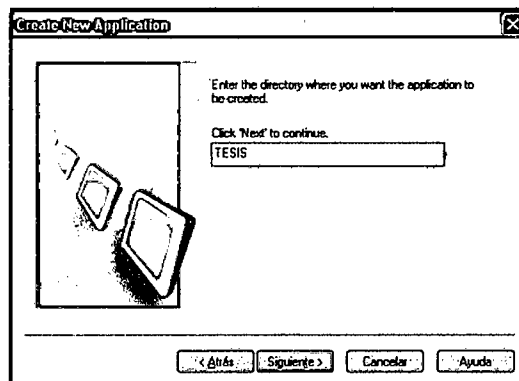 Create New Application
Enter the directory where you want the application to
be created.
Click 'Next' to continue.
TESIS
< Atrás
Siguiente >
Cancelar
Ayuda